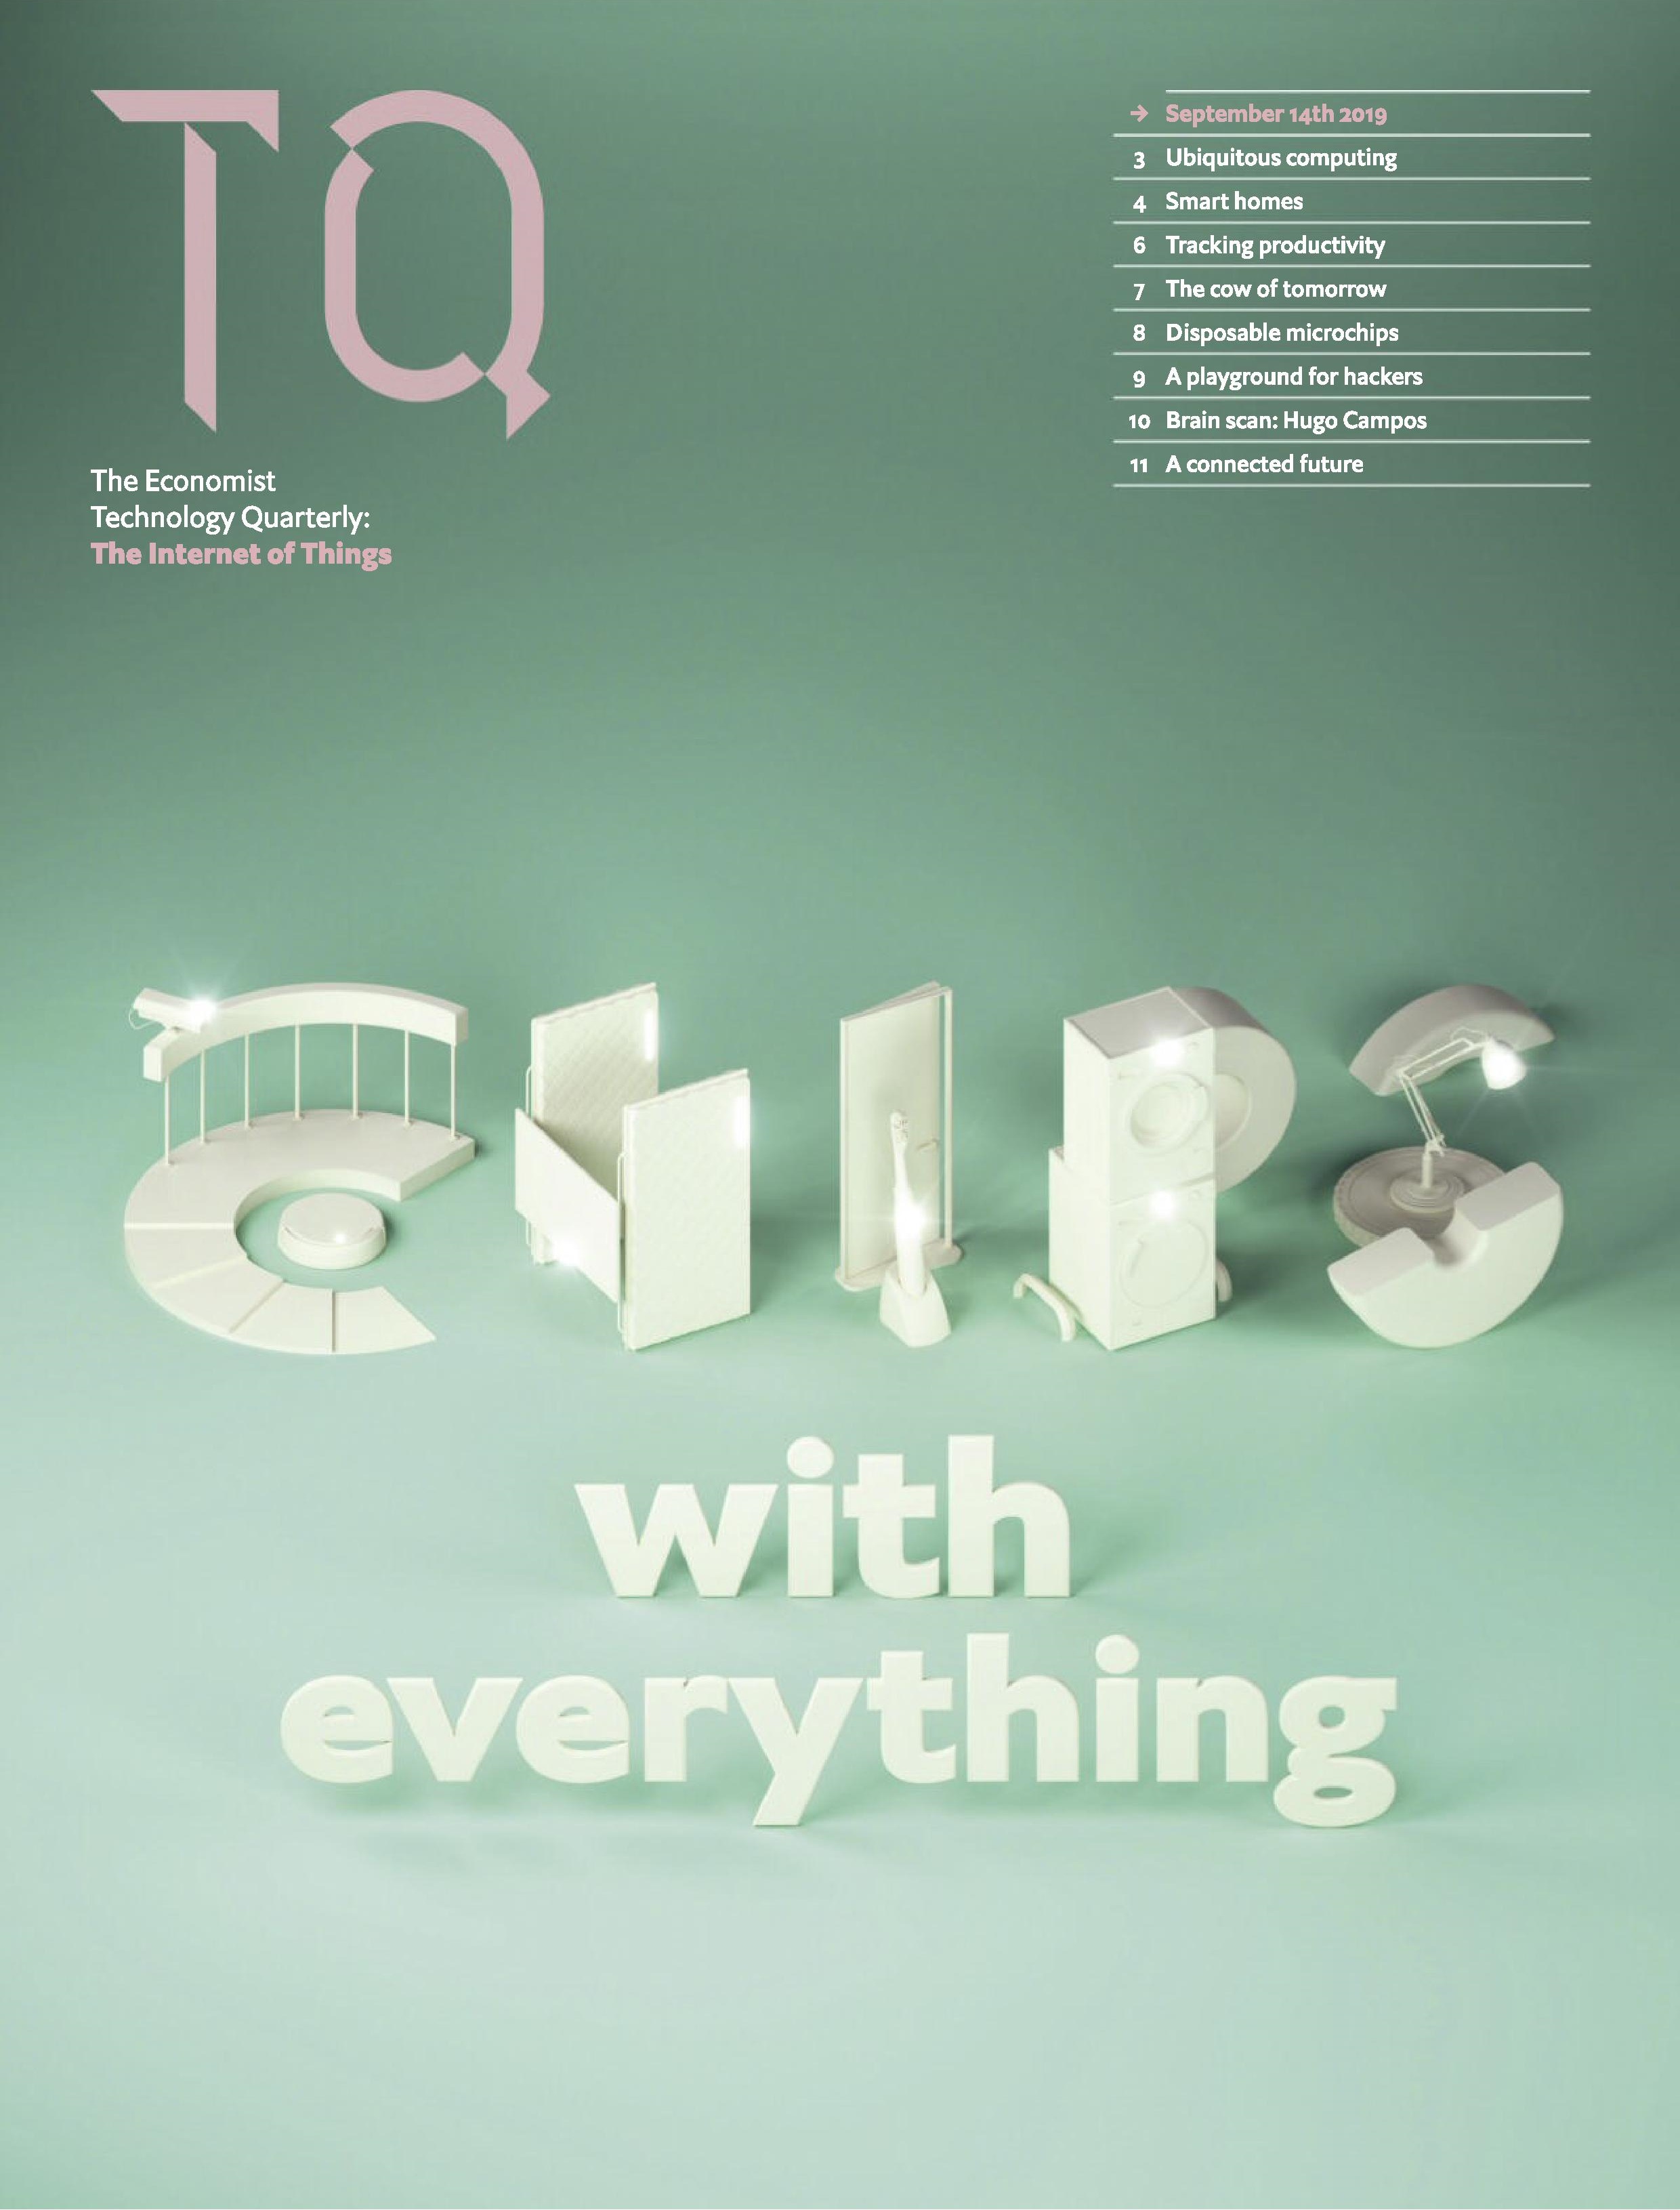 TQ
The Economist
Technology Quarterly:
The Internet of Things
→ September 14th 2019
3 Ubiquitous computing
4 Smart homes
6 Tracking productivity
7 The cow of tomorrow
8 Disposable microchips
9 A playground for hackers
10 Brain scan: Hugo Campos
11 A connected future
CHIPS
with
everything